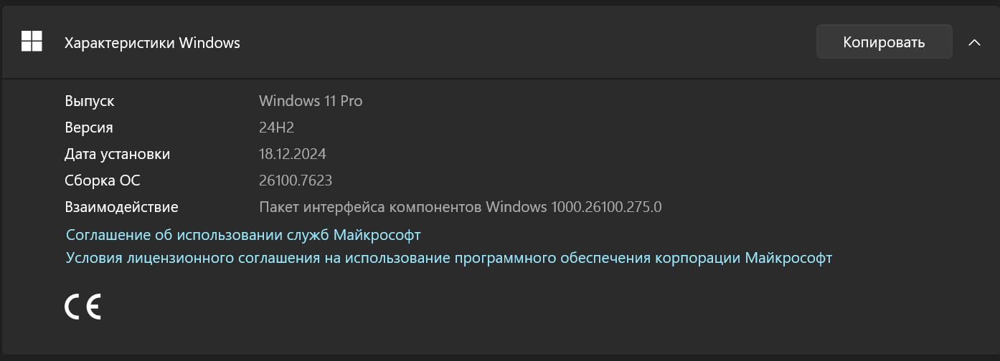 Характеристики Windows
Копировать
Выпуск Windows 11 Pro
Версия 24H2
Дата установки 18.12.2024
Сборка ОС 26100.7623
Взаимодействие Пакет интерфейса компонентов Windows 1000.26100.275.0
Соглашение об использовании служб Майкрософт
Условия лицензионного соглашения на использование программного обеспечения корпорации Майкрософт
CE